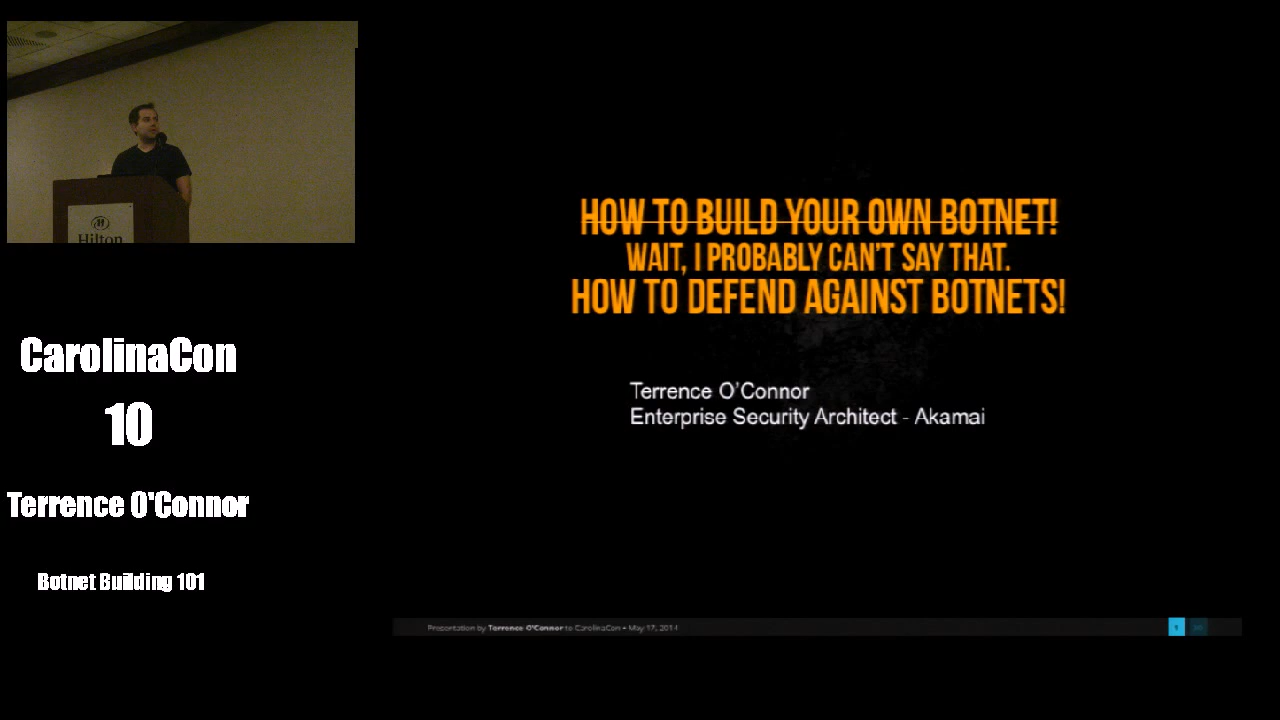 Hilton
CarolinaCon
10
Terrence O'Connor
Botnet Building 101
HOW TO BUILD YOUR OWN BOTNET!
WAIT, I PROBABLY CAN'T SAY THAT.
HOW TO DEFEND AGAINST BOTNETS!
Terrence O'Connor
Enterprise Security Architect - Akamai
Presentation by Terrence O'Connor to CarolinaCon • May 17, 2014